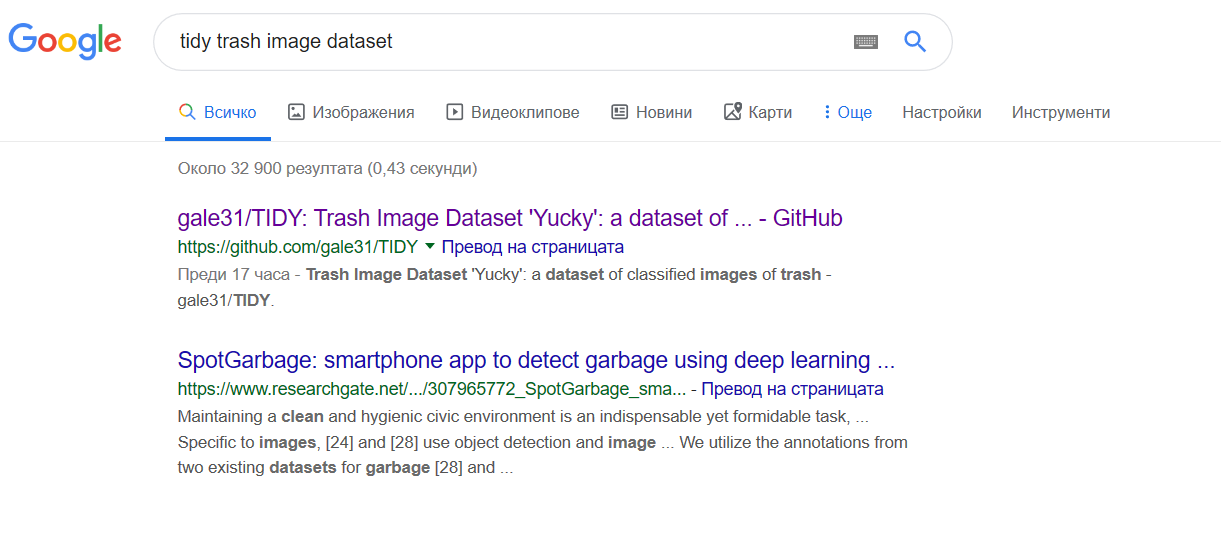 Google
tidy trash image dataset
Всичко Изображения Видеоклипове Новини Карти Още Настройки Инструменти
Около 32 900 резултата (0,43 секунди)
gale31/TIDY: Trash Image Dataset 'Yucky': a dataset of ... - GitHub
https://github.com/gale31/TIDY Превод на страницата
Преди 17 часа - Trash Image Dataset 'Yucky': a dataset of classified images of trash -
gale31/TIDY.
SpotGarbage: smartphone app to detect garbage using deep learning ...
https://www.researchgate.net/.../307965772_SpotGarbage_sma... - Превод на страницата
Maintaining a clean and hygienic civic environment is an indispensable yet formidable task, ...
Specific to images, [24] and [28] use object detection and image ... We utilize the annotations from
two existing datasets for garbage [28] and ...